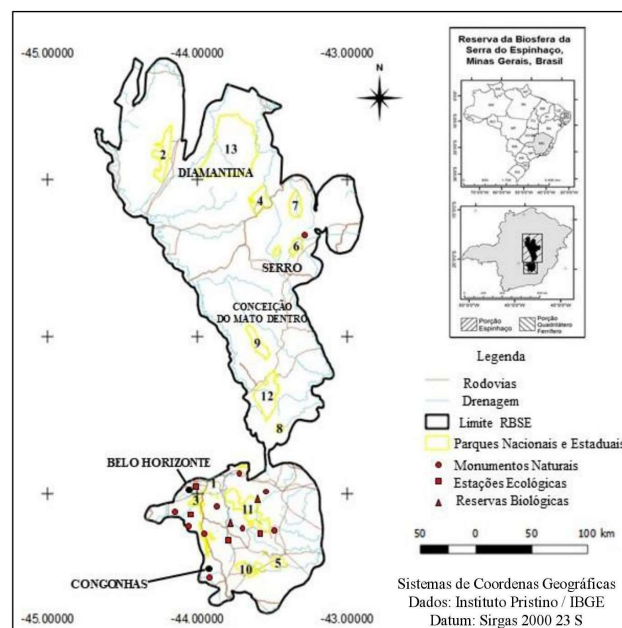 -45.00000 -44.00000 -43.00000
N
Reserva da Biosfera da
Serra do Espinhaço,
Minas Gerais, Brasil
2
13
DIAMANTINA
4
7
6
SERRO
CONCEIÇÃO
DO MATO DENTRO
9
12
8
BELO HORIZONTE
1
3
11
5
10
CONGONHAS
-45.00000 -44.00000 -43.00000
Porção
Espinhaço
Porção
Quadrilátero
Ferrífero
Legenda
Rodovias
Drenagem
Limite RBSE
Parques Nacionais e Estaduais
Monumentos Naturais
Estações Ecológicas
Reservas Biológicas
50 0 50 100 km
Sistemas de Coordenas Geográficas
Dados: Instituto Pristino / IBGE
Datum: Sirgas 2000 23 S